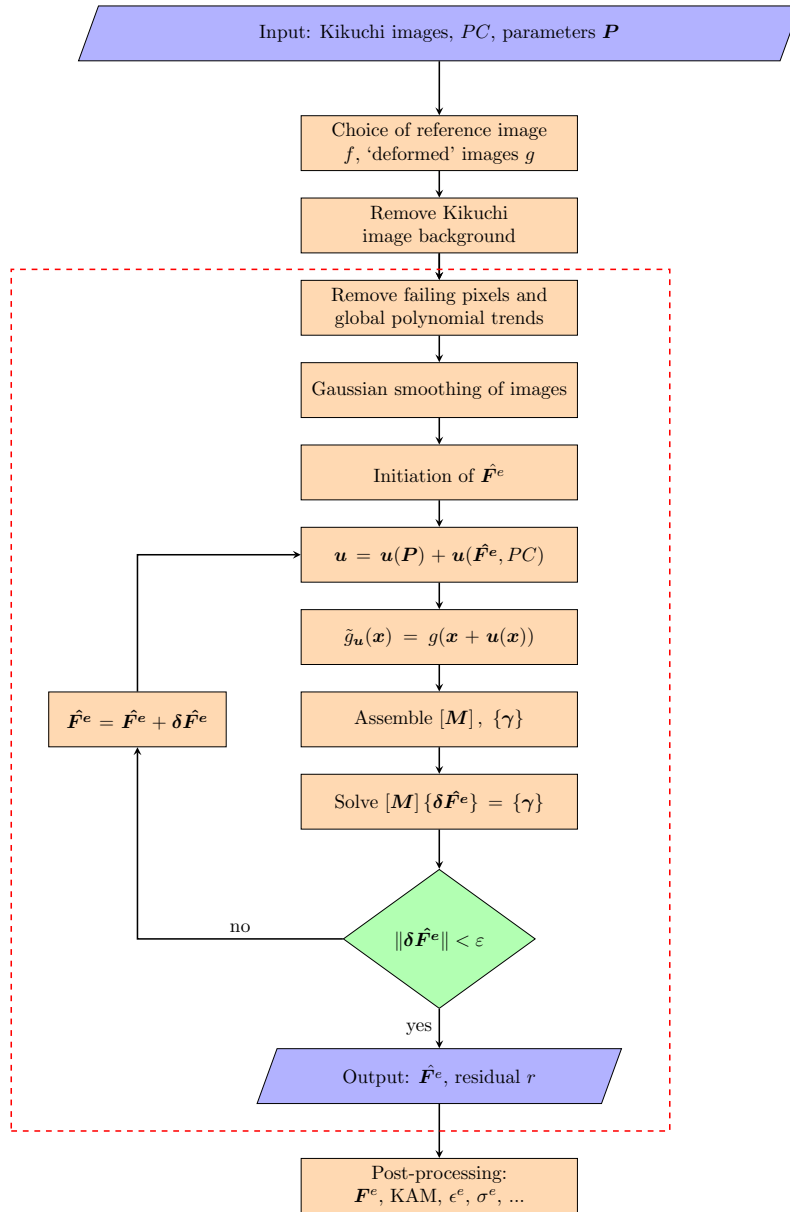 Input: Kikuchi images, PC, parameters P
Choice of reference image
f, ‘deformed’ images g
Remove Kikuchi
image background
Remove failing pixels and
global polynomial trends
Gaussian smoothing of images
Initiation of F̂ᵉ
u = u(P) + u(F̂ᵉ, PC)
g̃ᵤ(x) = g(x + u(x))
F̂ᵉ = F̂ᵉ + δF̂ᵉ
Assemble [M], {γ}
Solve [M]{δF̂ᵉ} = {γ}
no
‖δF̂ᵉ‖ < ε
yes
Output: F̂ᵉ, residual r
Post-processing:
Fᵉ, KAM, ϵᵉ, σᵉ, ...